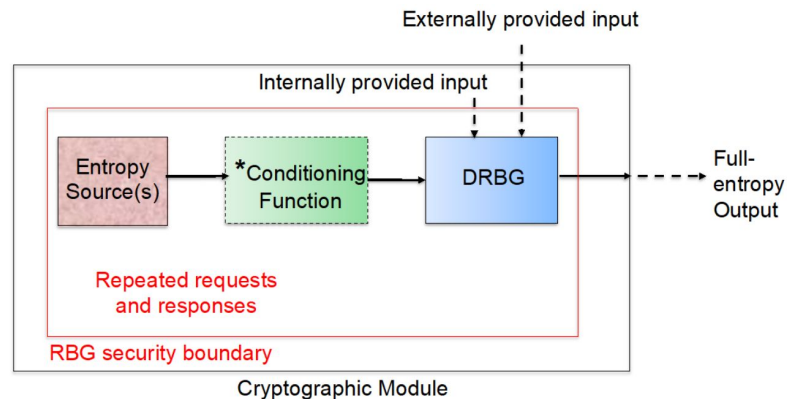 Externally provided input
Internally provided input
Entropy
Source(s)
*Conditioning
Function
DRBG
Full-
entropy
Output
Repeated requests
and responses
RBG security boundary
Cryptographic Module